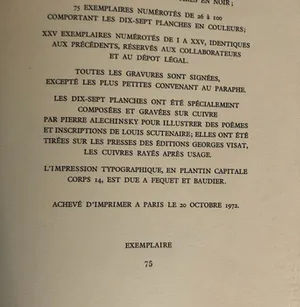 EN NOIR ;
75 EXEMPLAIRES NUMÉROTÉS DE 26 à 100
COMPORTANT LES DIX-SEPT PLANCHES EN COULEURS ;
XXV EXEMPLAIRES NUMÉROTÉS DE I A XXV, IDENTIQUES
AUX PRÉCÉDENTS, RÉSERVÉS AUX COLLABORATEURS
ET AU DÉPOT LÉGAL.
TOUTES LES GRAVURES SONT SIGNÉES,
EXCEPTÉ LES PLUS PETITES CONVENANT AU PARAPHE.
LES DIX-SEPT PLANCHES ONT ÉTÉ SPÉCIALEMENT
COMPOSÉES ET GRAVÉES SUR CUIVRE
PAR PIERRE ALECHINSKY POUR ILLUSTRER DES POÈMES
ET INSCRIPTIONS DE LOUIS SCUTENAIRE ; ELLES ONT ÉTÉ
TIRÉES SUR LES PRESSES DES ÉDITIONS GEORGES VISAT,
LES CUIVRES RAYÉS APRÈS USAGE.
L'IMPRESSION TYPOGRAPHIQUE, EN PLANTIN CAPITALE
CORPS 14, EST DUE A FEQUET ET BAUDIER.
ACHEVÉ D'IMPRIMER A PARIS LE 20 OCTOBRE 1972.
EXEMPLAIRE
75